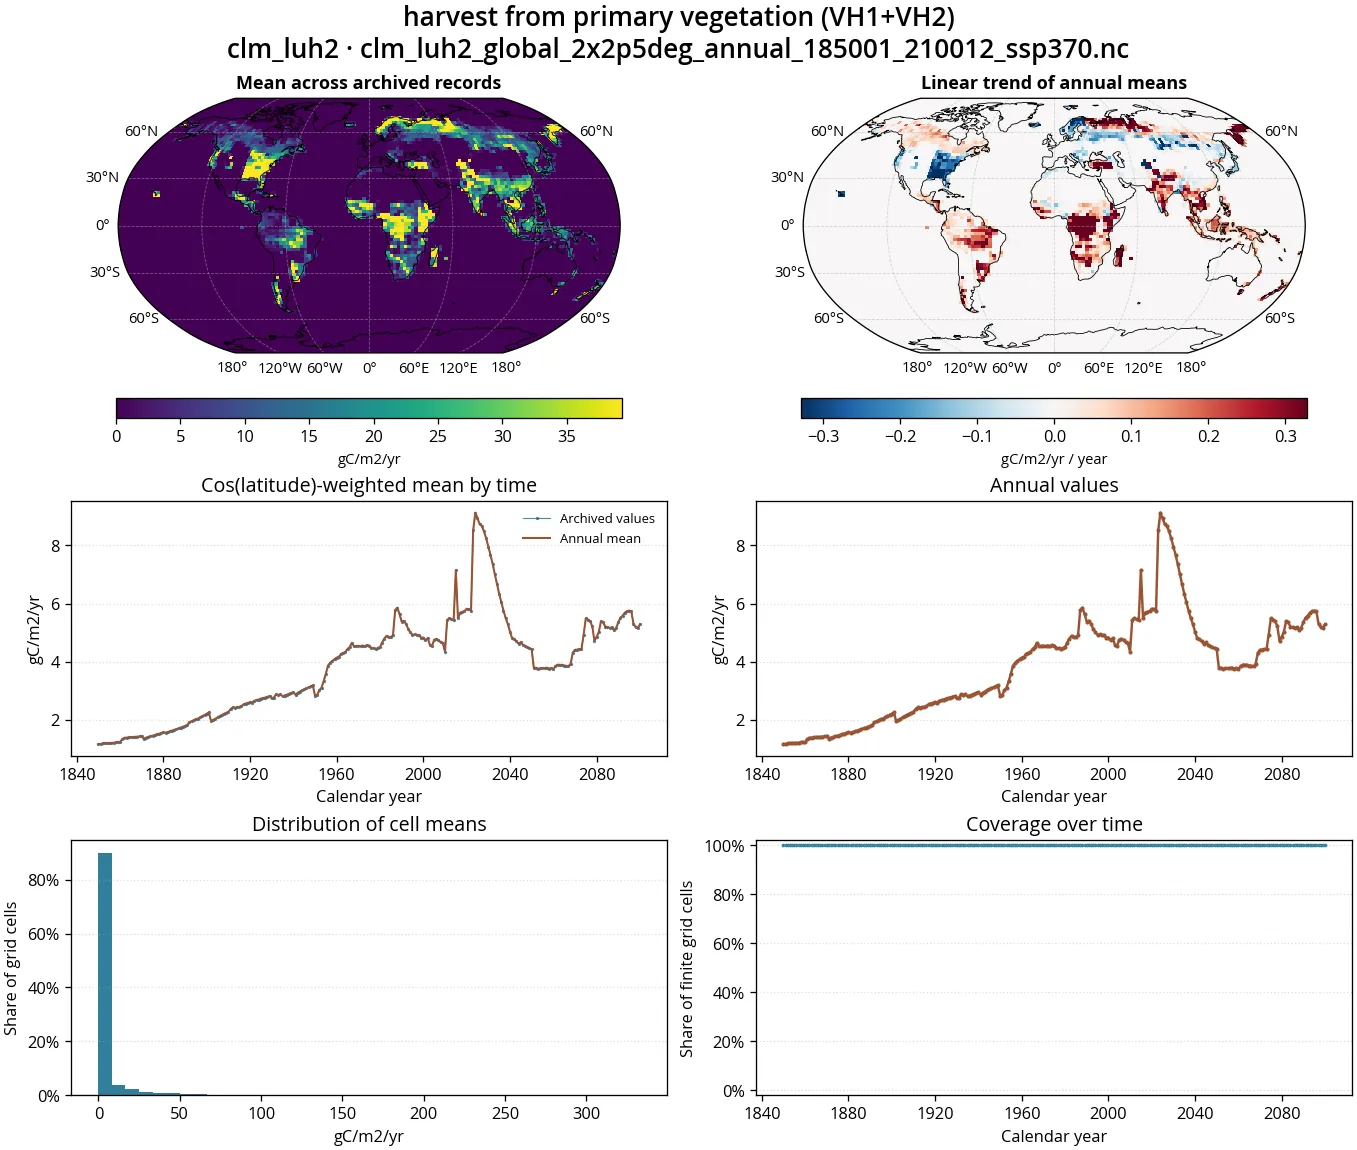 harvest from primary vegetation (VH1+VH2)
clm_luh2 · clm_luh2_global_2x2p5deg_annual_185001_210012_ssp370.nc
Mean across archived records
60°N 60°N
30°N 30°N
0° 0°
30°S 30°S
60°S 60°S
180° 120°W 60°W 0° 60°E 120°E 180°
0 5 10 15 20 25 30 35
gC/m2/yr
Linear trend of annual means
60°N 60°N
30°N 30°N
0° 0°
30°S 30°S
60°S 60°S
180° 120°W 60°W 0° 60°E 120°E 180°
−0.3 −0.2 −0.1 0.0 0.1 0.2 0.3
gC/m2/yr / year
Cos(latitude)-weighted mean by time
Archived values
Annual mean
8
6
4
2
gC/m2/yr
1840 1880 1920 1960 2000 2040 2080
Calendar year
Annual values
8
6
4
2
gC/m2/yr
1840 1880 1920 1960 2000 2040 2080
Calendar year
Distribution of cell means
80%
60%
40%
20%
0%
Share of grid cells
0 50 100 150 200 250 300
gC/m2/yr
Coverage over time
100%
80%
60%
40%
20%
0%
Share of finite grid cells
1840 1880 1920 1960 2000 2040 2080
Calendar year